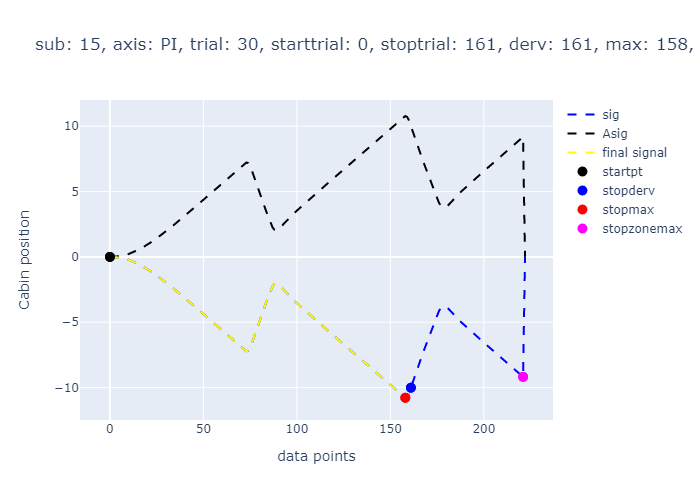 sub: 15, axis: PI, trial: 30, starttrial: 0, stoptrial: 161, derv: 161, max: 158,
sig
Asig
final signal
startpt
stopderv
stopmax
stopzonemax
10
5
0
−5
−10
Cabin position
0
50
100
150
200
data points